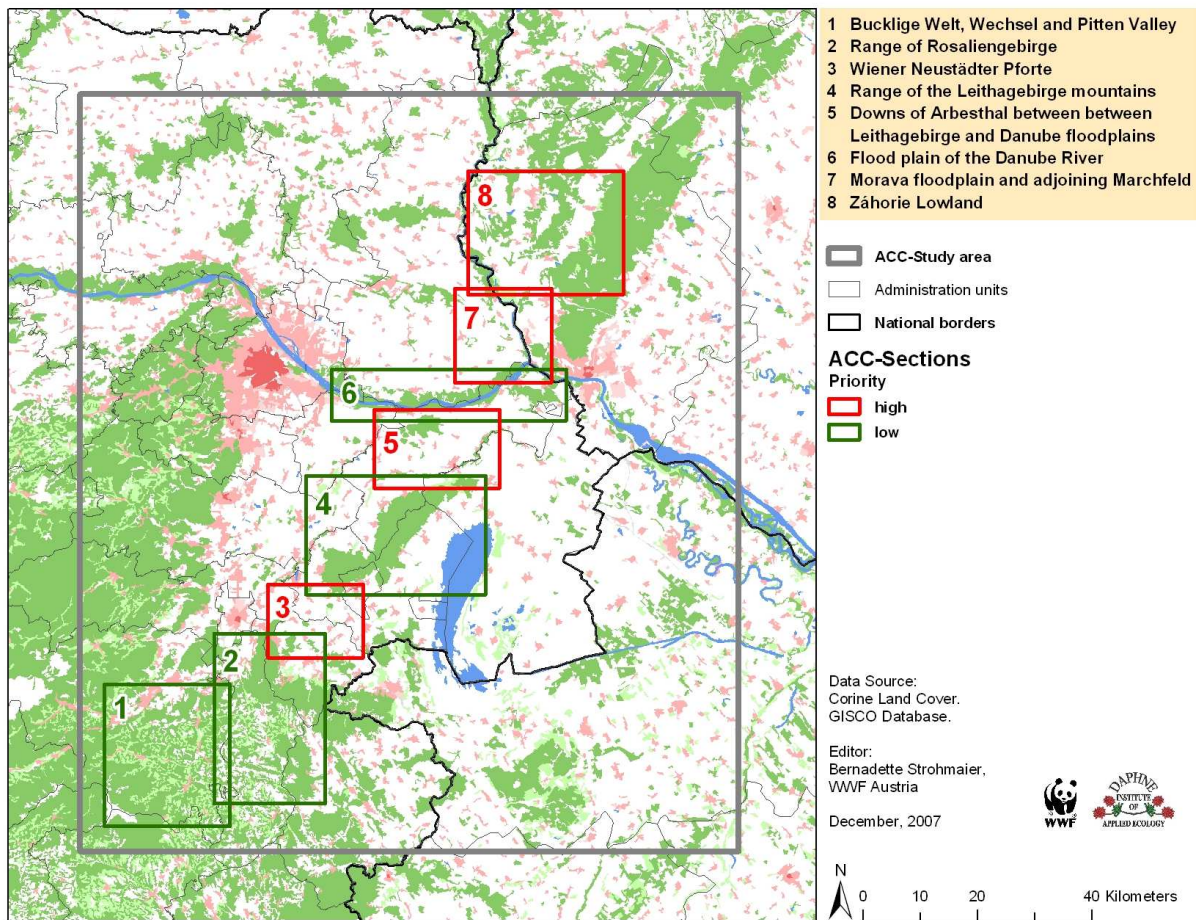 1 Bucklige Welt, Wechsel and Pitten Valley
2 Range of Rosaliengebirge
3 Wiener Neustädter Pforte
4 Range of the Leithagebirge mountains
5 Downs of Arbesthal between between
Leithagebirge and Danube floodplains
6 Flood plain of the Danube River
7 Morava floodplain and adjoining Marchfeld
8 Záhorie Lowland
ACC-Study area
Administration units
National borders
ACC-Sections
Priority
high
low
8
7
6
5
4
3
2
1
Data Source:
Corine Land Cover.
GISCO Database.
Editor:
Bernadette Strohmaier,
WWF Austria
December, 2007
WWF
DAPHNE
INSTITUTE
OF
APPLIED ECOLOGY
N
0 10 20 40 Kilometers